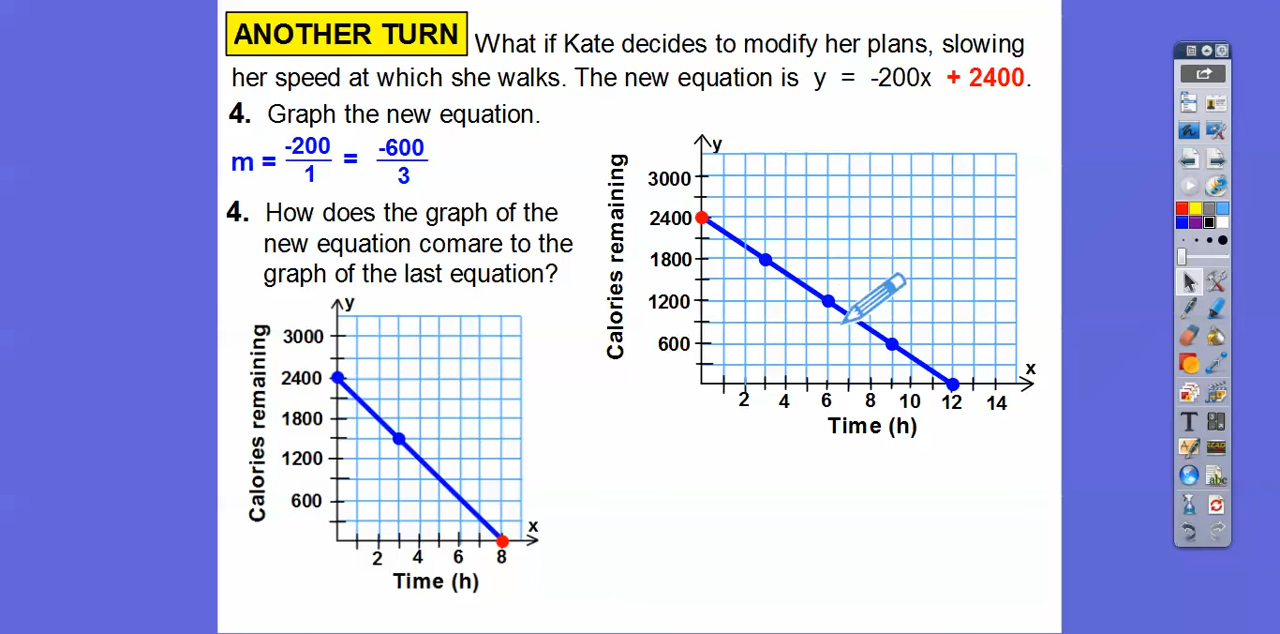 ANOTHER TURN What if Kate decides to modify her plans, slowing
her speed at which she walks. The new equation is y = -200x + 2400.
4. Graph the new equation.
m = -200/1 = -600/3
4. How does the graph of the
new equation comare to the
graph of the last equation?
y
Calories remaining
3000
2400
1800
1200
600
x
2 4 6 8
Time (h)
y
Calories remaining
3000
2400
1800
1200
600
x
2 4 6 8 10 12 14
Time (h)
T
abc